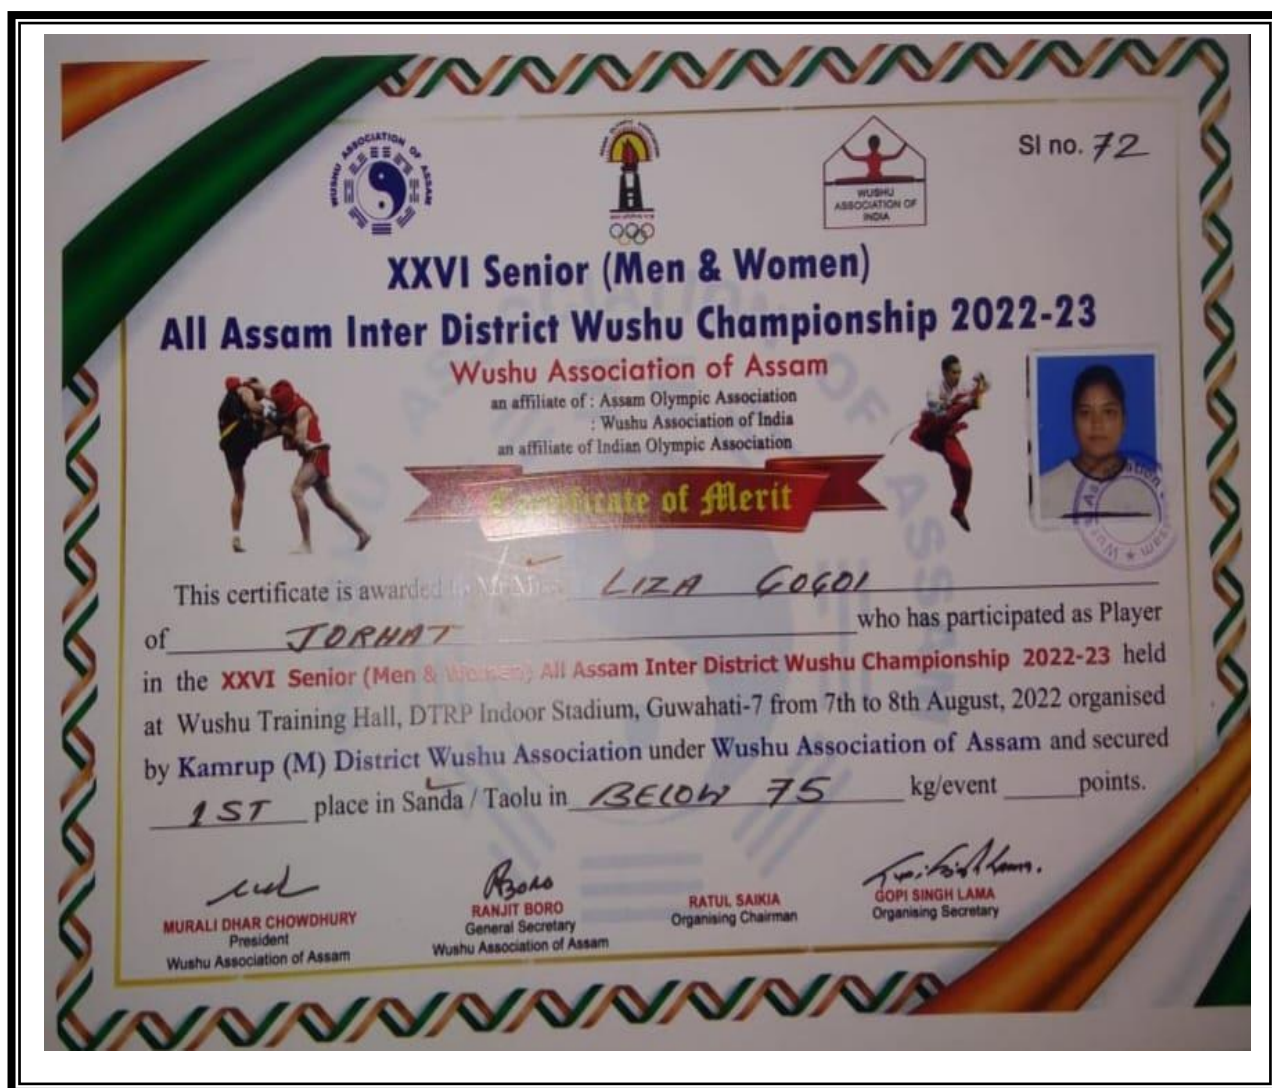 WUSHU ASSOCIATION OF ASSAM
WUSHU
ASSOCIATION OF
INDIA
Sl no. 72
XXVI Senior (Men & Women)
All Assam Inter District Wushu Championship 2022-23
Wushu Association of Assam
an affiliate of : Assam Olympic Association
: Wushu Association of India
an affiliate of Indian Olympic Association
Certificate of Merit
This certificate is awarded to LIZA GOGOI
of JORHAT who has participated as Player
in the XXVI Senior (Men & Women) All Assam Inter District Wushu Championship 2022-23 held
at Wushu Training Hall, DTRP Indoor Stadium, Guwahati-7 from 7th to 8th August, 2022 organised
by Kamrup (M) District Wushu Association under Wushu Association of Assam and secured
1ST place in Sanda / Taolu in BELOW 75 kg/event points.
MURALI DHAR CHOWDHURY
President
Wushu Association of Assam
RANJIT BORO
General Secretary
Wushu Association of Assam
RATUL SAIKIA
Organising Chairman
GOPI SINGH LAMA
Organising Secretary